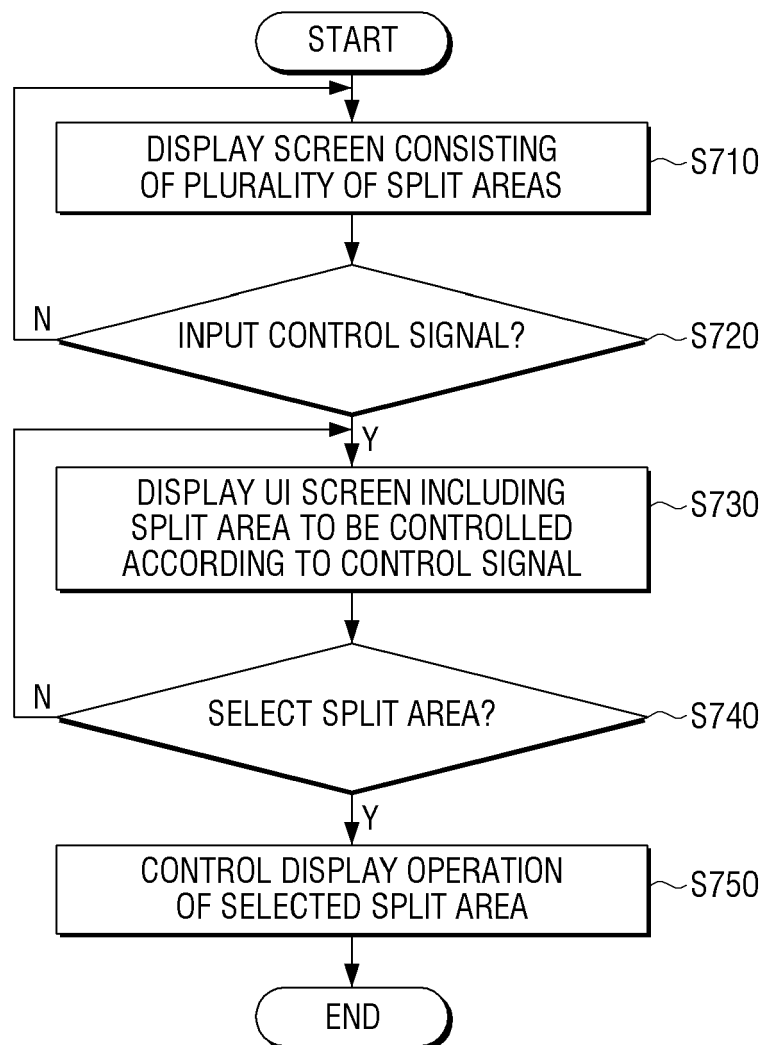 START
DISPLAY SCREEN CONSISTING
OF PLURALITY OF SPLIT AREAS
S710
INPUT CONTROL SIGNAL?
S720
N
Y
DISPLAY UI SCREEN INCLUDING
SPLIT AREA TO BE CONTROLLED
ACCORDING TO CONTROL SIGNAL
S730
SELECT SPLIT AREA?
S740
N
Y
CONTROL DISPLAY OPERATION
OF SELECTED SPLIT AREA
S750
END